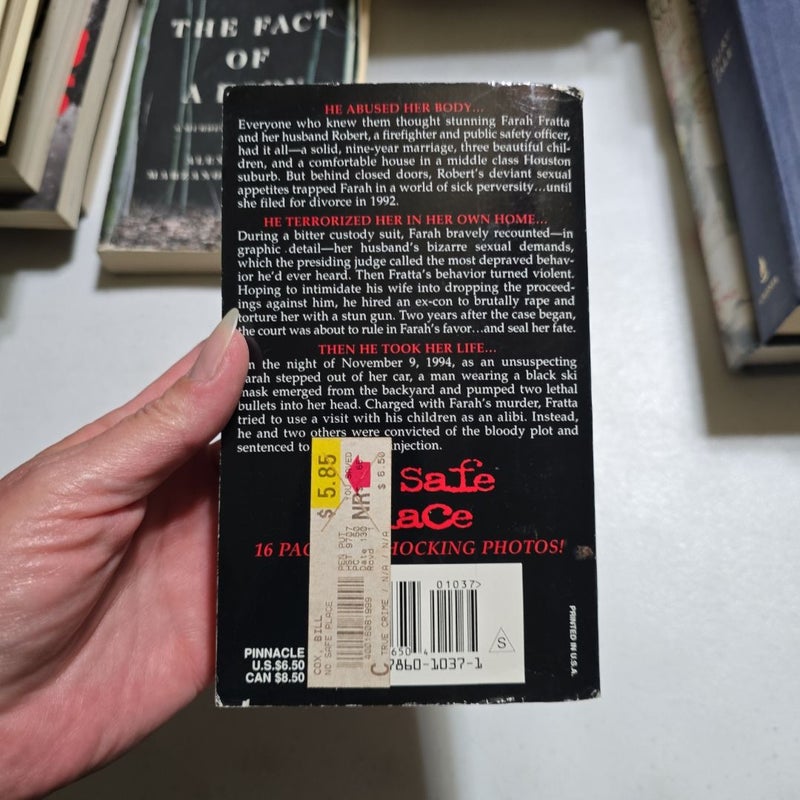 THE FACT
OF
A
HE ABUSED HER BODY...
Everyone who knew them thought stunning Farah Fratta
and her husband Robert, a firefighter and public safety officer,
had it all—a solid, nine-year marriage, three beautiful chil-
dren, and a comfortable house in a middle class Houston
suburb. But behind closed doors, Robert's deviant sexual
appetites trapped Farah in a world of sick perversity...until
she filed for divorce in 1992.
HE TERRORIZED HER IN HER OWN HOME...
During a bitter custody suit, Farah bravely recounted—in
graphic detail—her husband's bizarre sexual demands,
which the presiding judge called the most depraved behav-
ior he'd ever heard. Then Fratta's behavior turned violent.
Hoping to intimidate his wife into dropping the proceed-
ings against him, he hired an ex-con to brutally rape and
torture her with a stun gun. Two years after the case began,
the court was about to rule in Farah's favor...and seal her fate.
THEN HE TOOK HER LIFE...
n the night of November 9, 1994, as an unsuspecting
arah stepped out of her car, a man wearing a black ski
mask emerged from the backyard and pumped two lethal
bullets into her head. Charged with Farah's murder, Fratta
tried to use a visit with his children as an alibi. Instead,
he and two others were convicted of the bloody plot and
sentenced to injection.
Safe
lace
16 PAG HOCKING PHOTOS!
$ 5.85
$ 6.50
COX, BILL
NO SAFE PLACE
TRUE CRIME / N/A / N/A
01037>
7860-1037-1
S
PINNACLE
U.S.$6.50
CAN $8.50
PRINTED IN U.S.A.